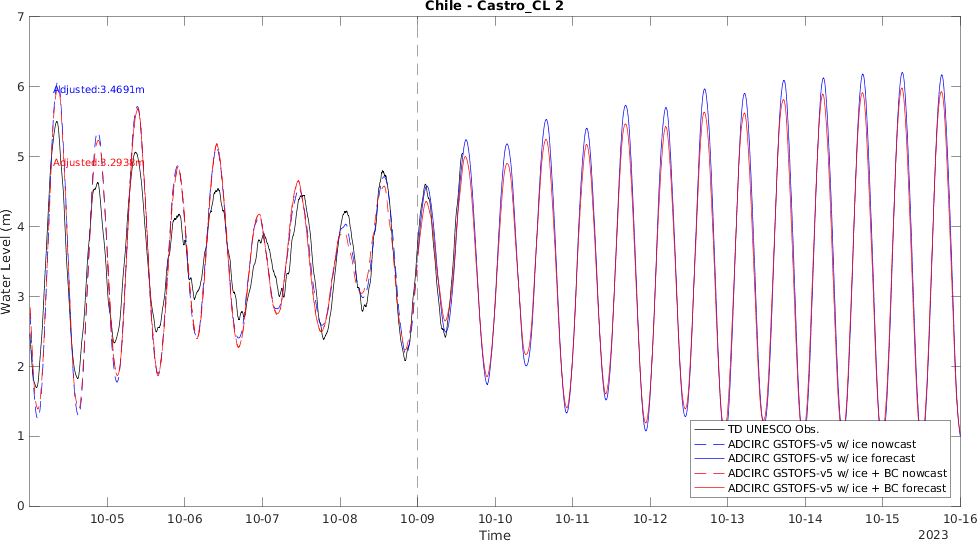 Chile - Castro_CL 2
7
6
5
4
3
2
1
0
Water Level (m)
Adjusted:3.4691m
Adjusted:3.2938m
TD UNESCO Obs.
ADCIRC GSTOFS-v5 w/ ice nowcast
ADCIRC GSTOFS-v5 w/ ice forecast
ADCIRC GSTOFS-v5 w/ ice + BC nowcast
ADCIRC GSTOFS-v5 w/ ice + BC forecast
10-05 10-06 10-07 10-08 10-09 10-10 10-11 10-12 10-13 10-14 10-15 10-16
Time
2023